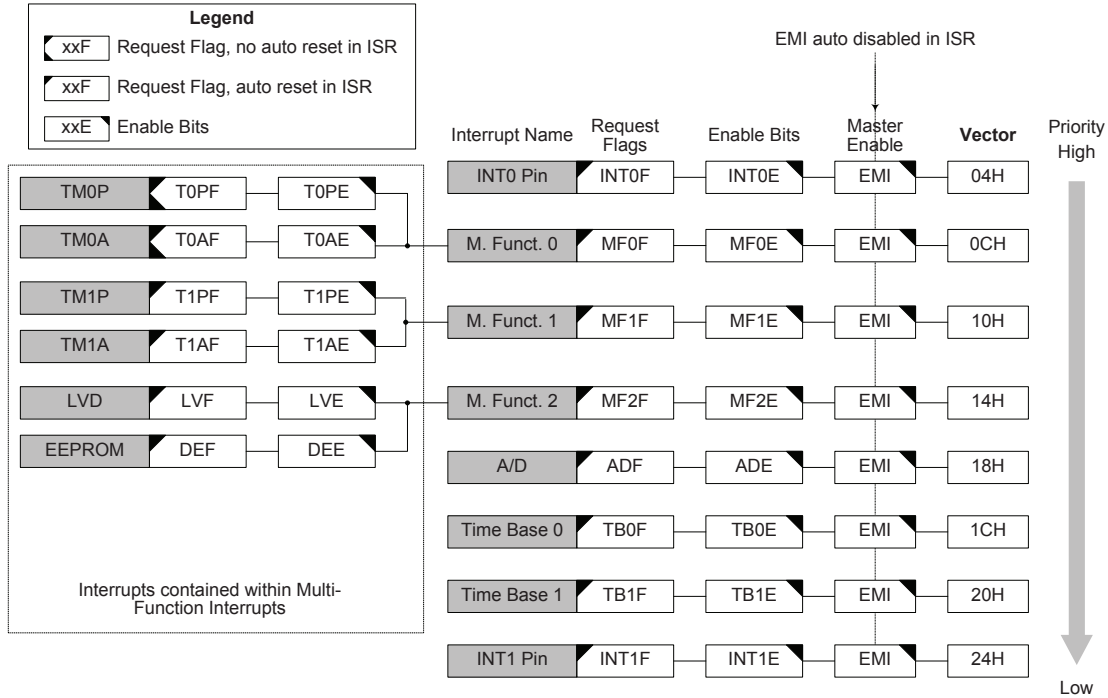 Legend
xxF Request Flag, no auto reset in ISR
xxF Request Flag, auto reset in ISR
xxE Enable Bits
EMI auto disabled in ISR
Interrupt Name Request Flags Enable Bits Master Enable Vector Priority High
TM0P T0PF T0PE
TM0A T0AF T0AE
TM1P T1PF T1PE
TM1A T1AF T1AE
LVD LVF LVE
EEPROM DEF DEE
Interrupts contained within Multi-
Function Interrupts
INT0 Pin INT0F INT0E EMI 04H
M. Funct. 0 MF0F MF0E EMI 0CH
M. Funct. 1 MF1F MF1E EMI 10H
M. Funct. 2 MF2F MF2E EMI 14H
A/D ADF ADE EMI 18H
Time Base 0 TB0F TB0E EMI 1CH
Time Base 1 TB1F TB1E EMI 20H
INT1 Pin INT1F INT1E EMI 24H
Low